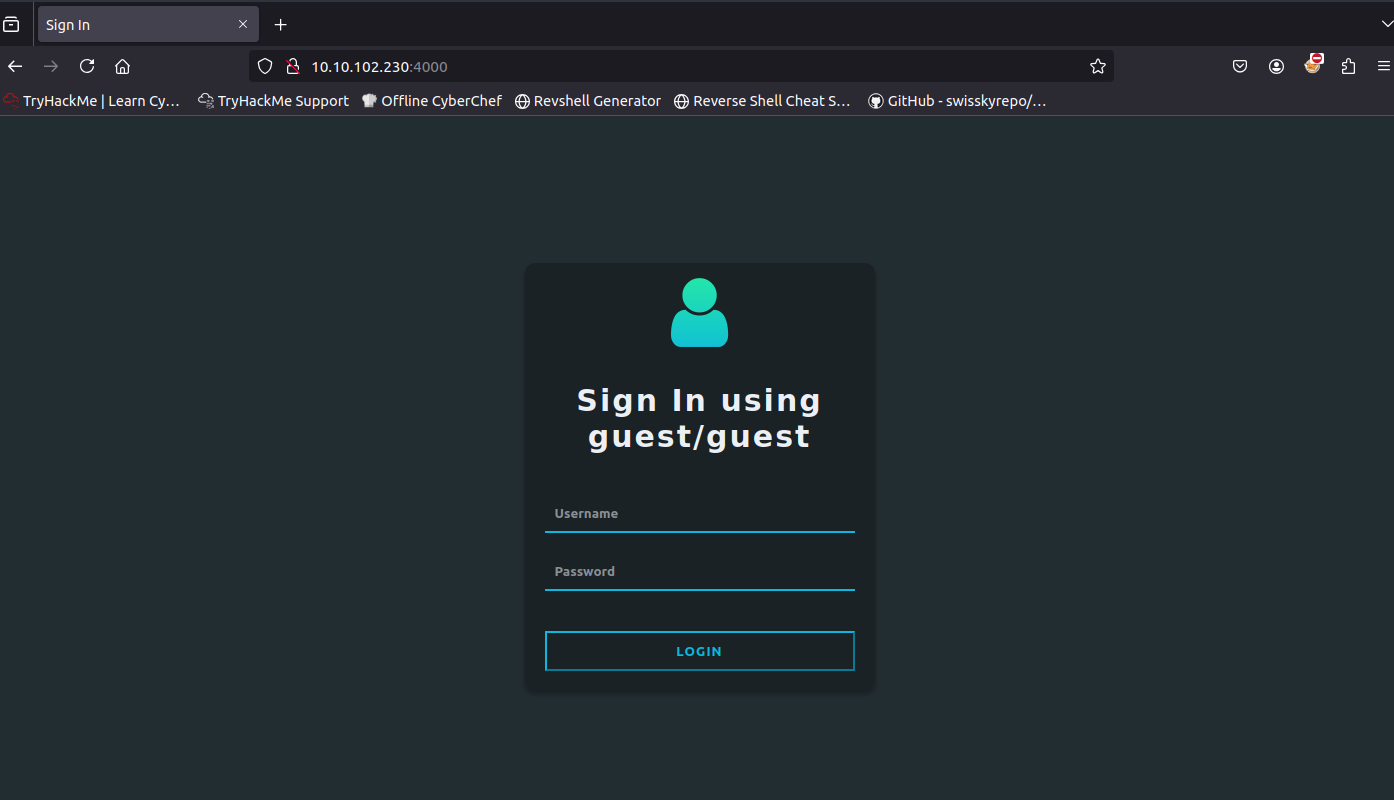 Sign In
10.10.102.230:4000
TryHackMe | Learn Cy…
TryHackMe Support
Offline CyberChef
Revshell Generator
Reverse Shell Cheat S…
GitHub - swisskyrepo/…
Sign In using
guest/guest
Username
Password
LOGIN